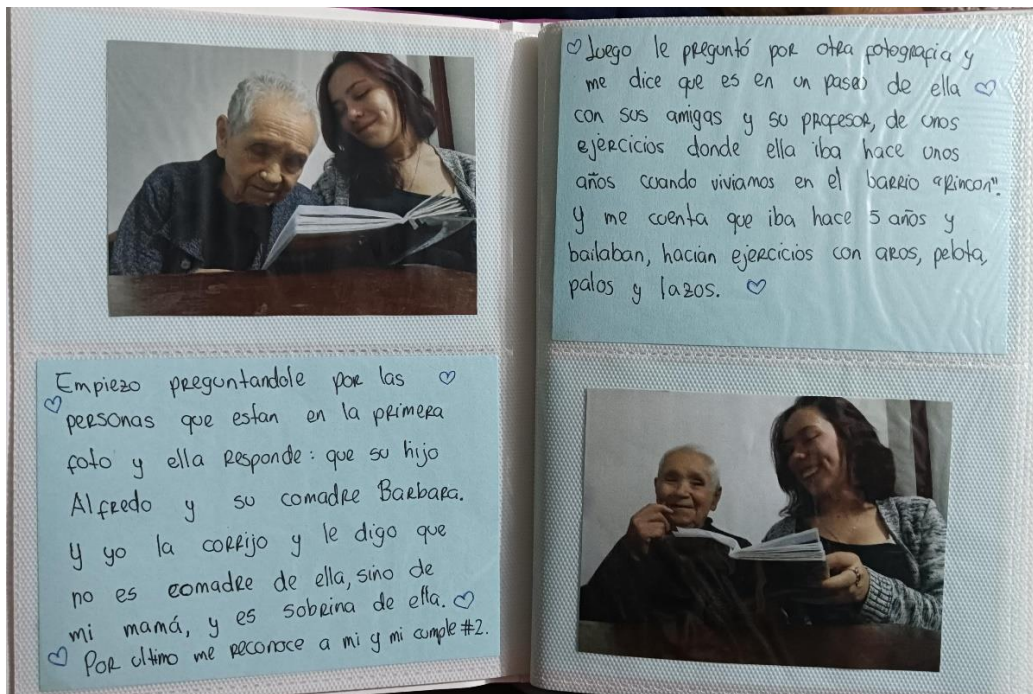 Empiezo preguntandole por las
personas que estan en la primera
foto y ella responde: que su hijo
Alfredo y su comadre Barbara.
y yo la corrijo y le digo que
no es comadre de ella, sino de
mi mamá, y es sobrina de ella.
Por ultimo me reconoce a mi y mi cumple #2.
Luego le preguntó por otra fotografia y
me dice que es en un paseo de ella
con sus amigas y su profesor, de unos
ejercicios donde ella iba hace unos
años cuando viviamos en el barrio "Rincon".
y me cuenta que iba hace 5 años y
bailaban, hacian ejercicios con aros, pelota,
palos y lazos.